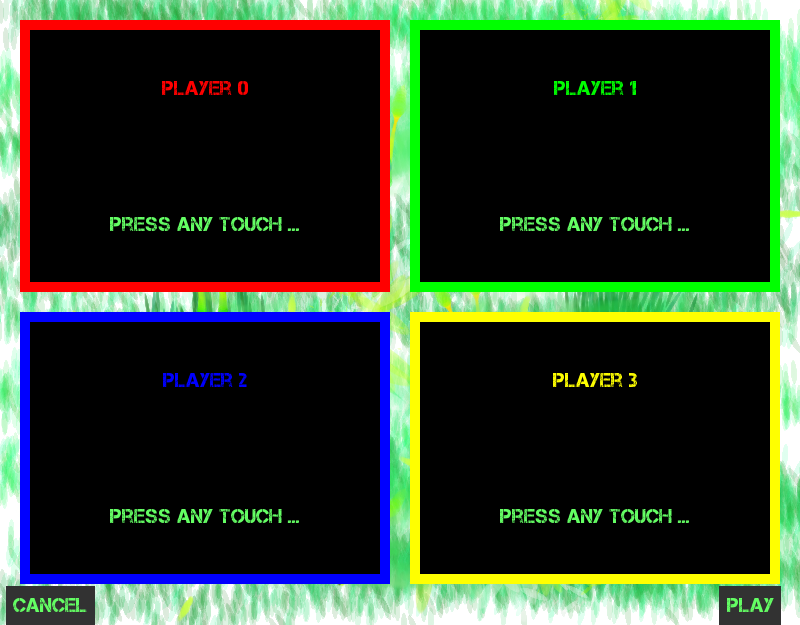 PLAYER 0
PRESS ANY TOUCH ...
PLAYER 1
PRESS ANY TOUCH ...
PLAYER 2
PRESS ANY TOUCH ...
PLAYER 3
PRESS ANY TOUCH ...
CANCEL
PLAY